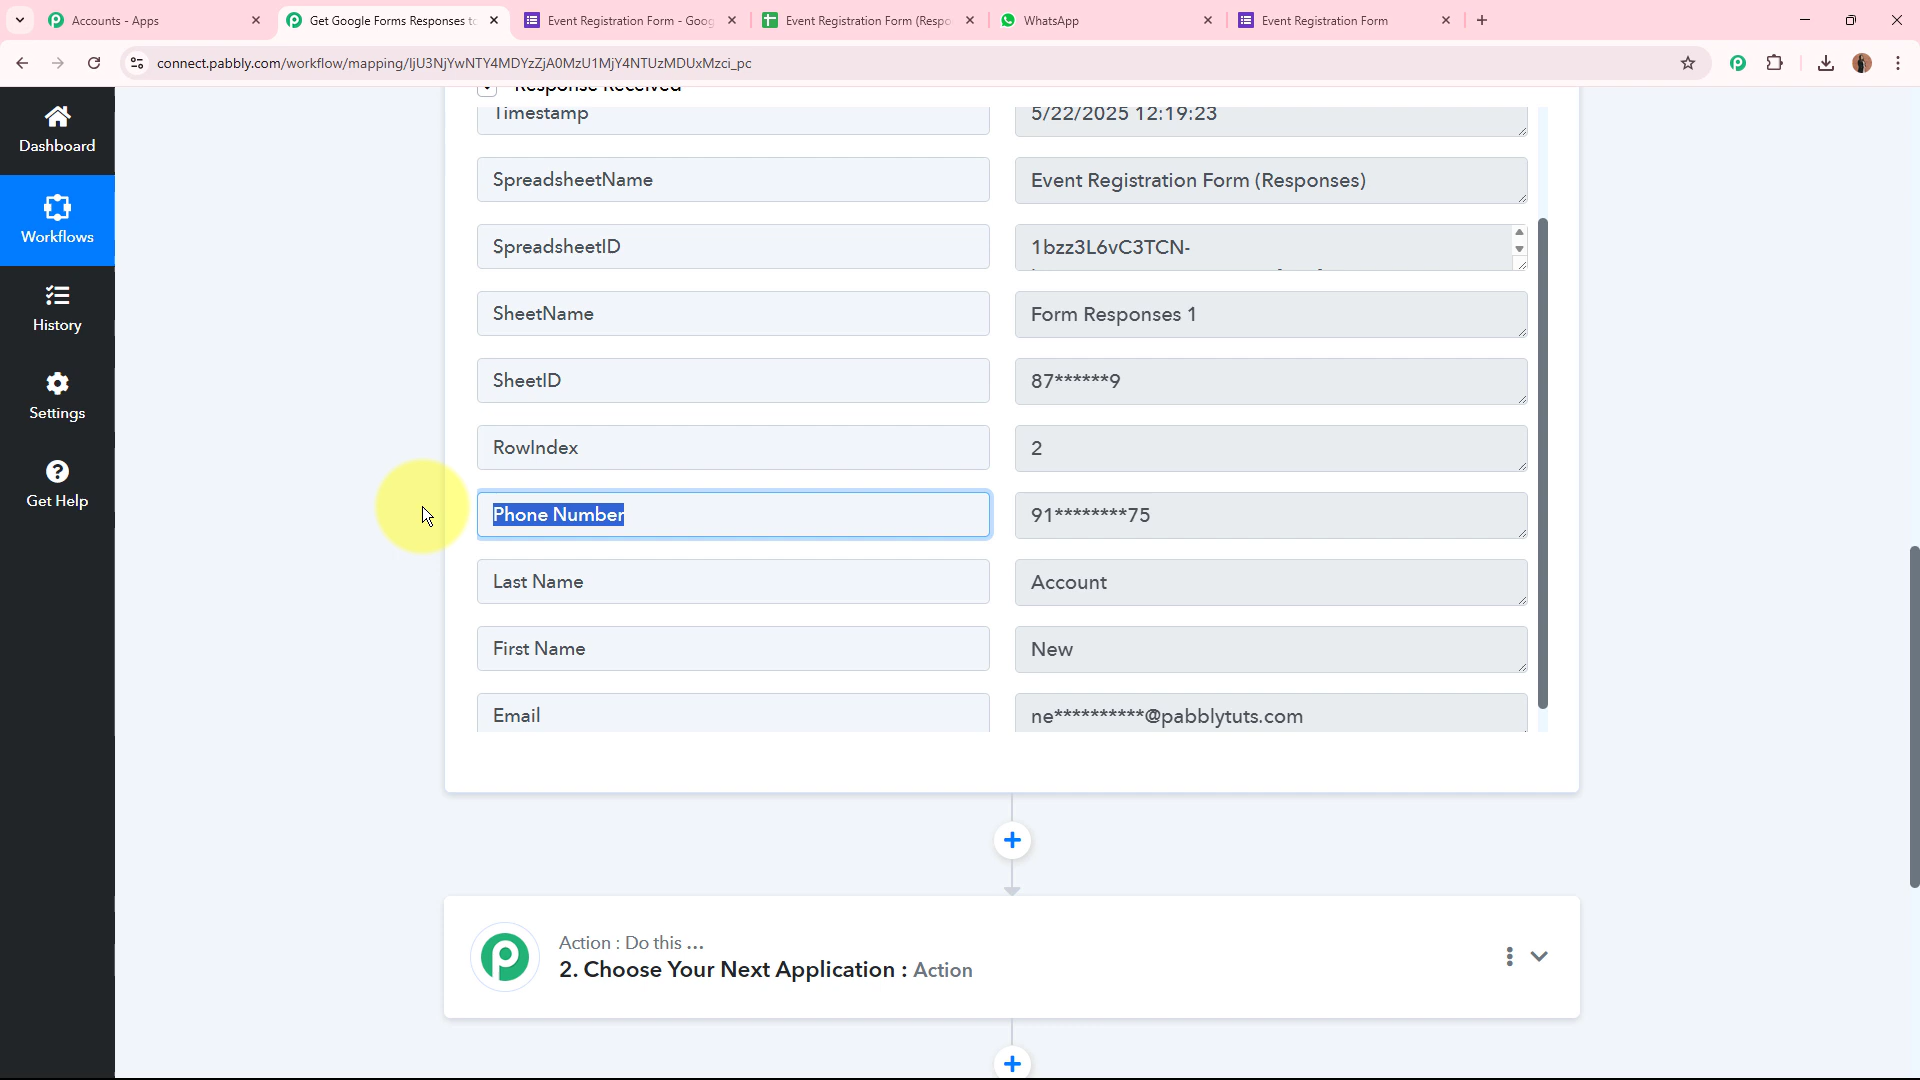 Accounts - Apps
Get Google Forms Responses to
Event Registration Form - Goog
Event Registration Form (Respo
WhatsApp
Event Registration Form
connect.pabbly.com/workflow/mapping/IjU3NjYwNTY4MDYzZjA0MzU1MjY4NTUzMDUxMzci_pc
Dashboard
Workflows
History
Settings
Get Help
Response Received
Timestamp
5/22/2025 12:19:23
SpreadsheetName
Event Registration Form (Responses)
SpreadsheetID
1bzz3L6vC3TCN-
SheetName
Form Responses 1
SheetID
87******9
RowIndex
2
Phone Number
91********75
Last Name
Account
First Name
New
Email
ne**********@pabblytuts.com
Action : Do this ...
2. Choose Your Next Application : Action